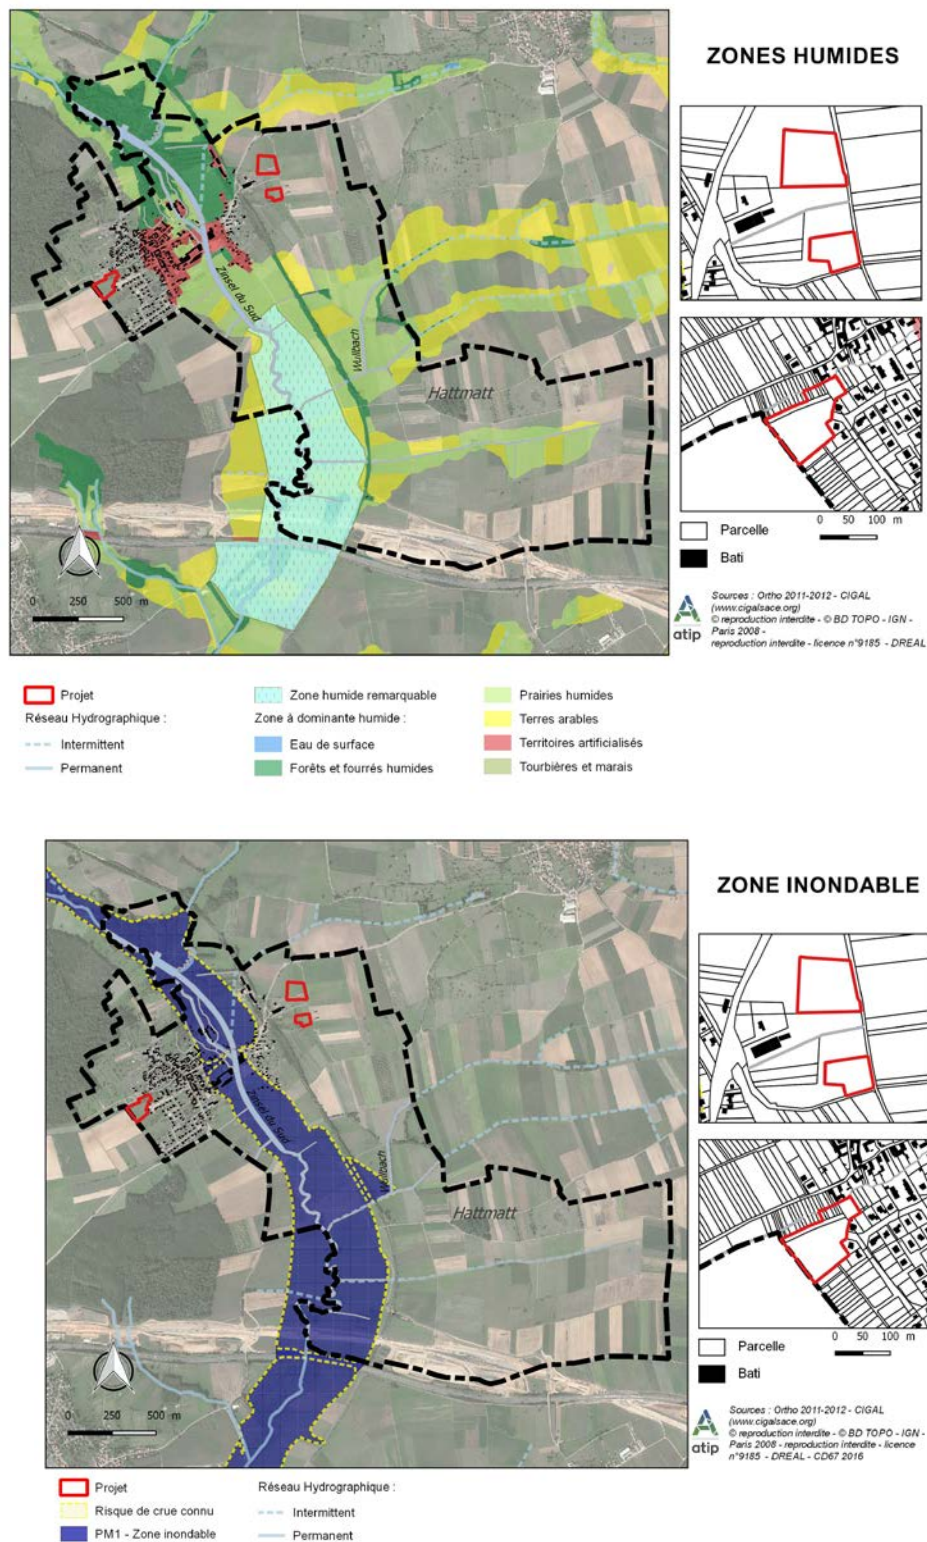 ZONES HUMIDES
Zinsel du Sud
Wullbach
Hattmatt
0 250 500 m
Parcelle
Bati
0 50 100 m
atip
Sources : Ortho 2011-2012 - CIGAL
(www.cigalsace.org)
© reproduction interdite - © BD TOPO - IGN -
Paris 2008 -
reproduction interdite - licence n°9185 - DREAL
Projet
Réseau Hydrographique :
Intermittent
Permanent
Zone humide remarquable
Zone à dominante humide :
Eau de surface
Forêts et fourrés humides
Prairies humides
Terres arables
Territoires artificialisés
Tourbières et marais
ZONE INONDABLE
Zinsel du Sud
Wullbach
Hattmatt
0 250 500 m
0 50 100 m
Parcelle
Bati
atip
Sources : Ortho 2011-2012 - CIGAL
(www.cigalsace.org)
© reproduction interdite - © BD TOPO - IGN -
Paris 2008 - reproduction interdite - licence
n°9185 - DREAL - CD67 2016
Projet
Risque de crue connu
PM1 - Zone inondable
Réseau Hydrographique :
Intermittent
Permanent